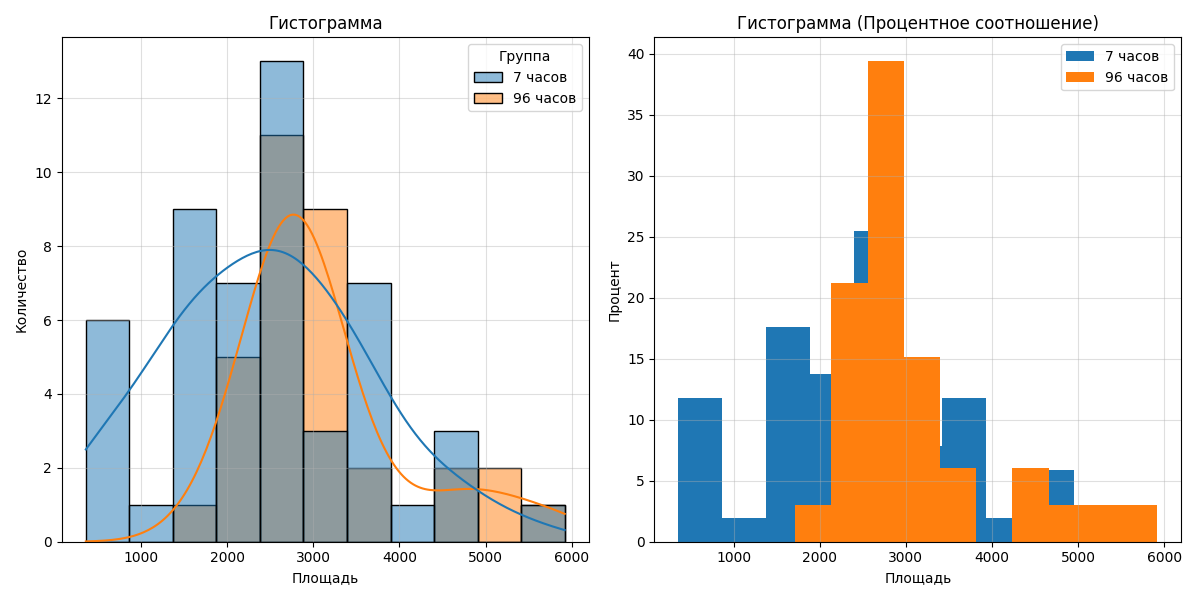 Гистограмма
Количество
12
10
8
6
4
2
0
1000 2000 3000 4000 5000 6000
Площадь
Группа
7 часов
96 часов
Гистограмма (Процентное соотношение)
Процент
40
35
30
25
20
15
10
5
0
1000 2000 3000 4000 5000 6000
Площадь
7 часов
96 часов